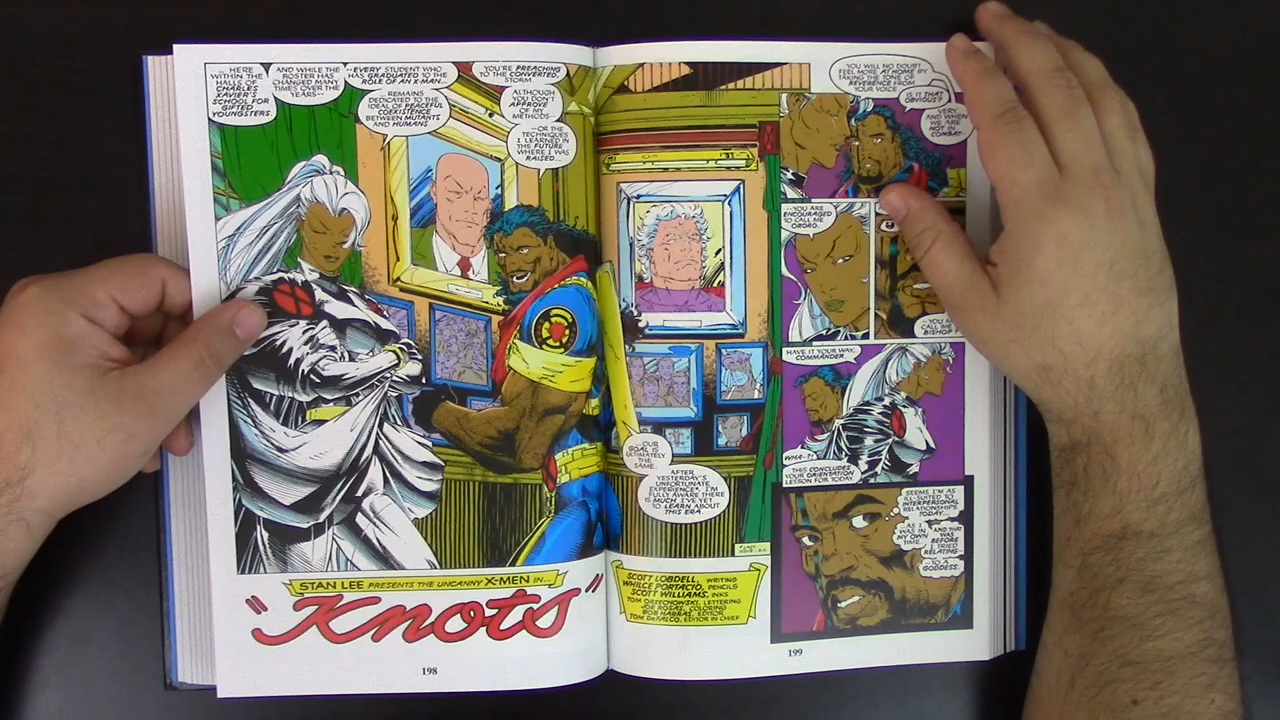 ...HERE
WITHIN THE
HALLS OF
CHARLES
XAVIER'S
SCHOOL FOR
GIFTED
YOUNGSTERS.
AND WHILE THE
ROSTER HAS
CHANGED MANY
TIMES OVER THE
YEARS--
--EVERY STUDENT WHO
HAS GRADUATED TO THE
ROLE OF AN X-MAN...
...REMAINS
DEDICATED TO THE
IDEAL OF PEACEFUL
COEXISTENCE
BETWEEN MUTANTS
AND HUMANS.
YOU'RE PREACHING
TO THE CONVERTED,
STORM.
ALTHOUGH
YOU DON'T
APPROVE
OF MY
METHODS--
--OR THE
TECHNIQUES
I LEARNED IN
THE FUTURE
WHERE I WAS
RAISED...
...OUR
GOAL IS
ULTIMATELY
THE
SAME.
AFTER
YESTERDAY'S
UNFORTUNATE
EXPERIENCE*, I'M
FULLY AWARE THERE
IS MUCH I'VE YET
TO LEARN ABOUT
THIS ERA.
STAN LEE PRESENTS THE UNCANNY X-MEN IN...
"Knots"
SCOTT LOBDELL, WRITING
WHILCE PORTACIO, PENCILS
SCOTT WILLIAMS, INKS
TOM ORZECHOWSKI, LETTERING
JOE ROSAS, COLORING
BOB HARRAS, EDITOR
TOM DEFALCO, EDITOR IN CHIEF
198
YOU WILL NO DOUBT
FEEL MORE AT HOME BY
TAKING THE TONE OF
REVERENCE FROM
YOUR VOICE.
IS IT THAT
OBVIOUS?
VERY.
AND WHEN
WE ARE
NOT IN
COMBAT--
--YOU ARE
ENCOURAGED
TO CALL ME
ORORO.
CALL ME
BISHOP
HAVE IT YOUR WAY,
COMMANDER.
WHA--?!
THIS CONCLUDES
YOUR ORIENTATION
LESSON FOR TODAY.
SEEMS I'M AS
ILL-SUITED TO
INTERPERSONAL
RELATIONSHIPS
TODAY...
...AS I
WAS IN
MY OWN
TIME.
AND THAT
WAS
BEFORE
I TRIED
RELATING
--TO A
GODDESS.
199